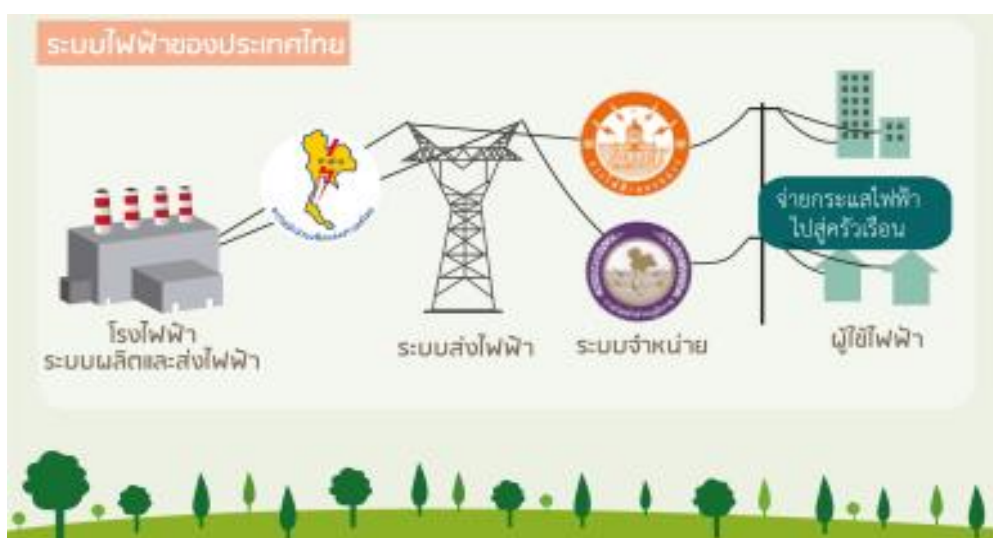 ระบบไฟฟ้าของประเทศไทย
จ่ายกระแสไฟฟ้า
ไปสู่ครัวเรือน
โรงไฟฟ้า
ระบบผลิตและส่งไฟฟ้า
ระบบส่งไฟฟ้า
ระบบจำหน่าย
ผู้ใช้ไฟฟ้า